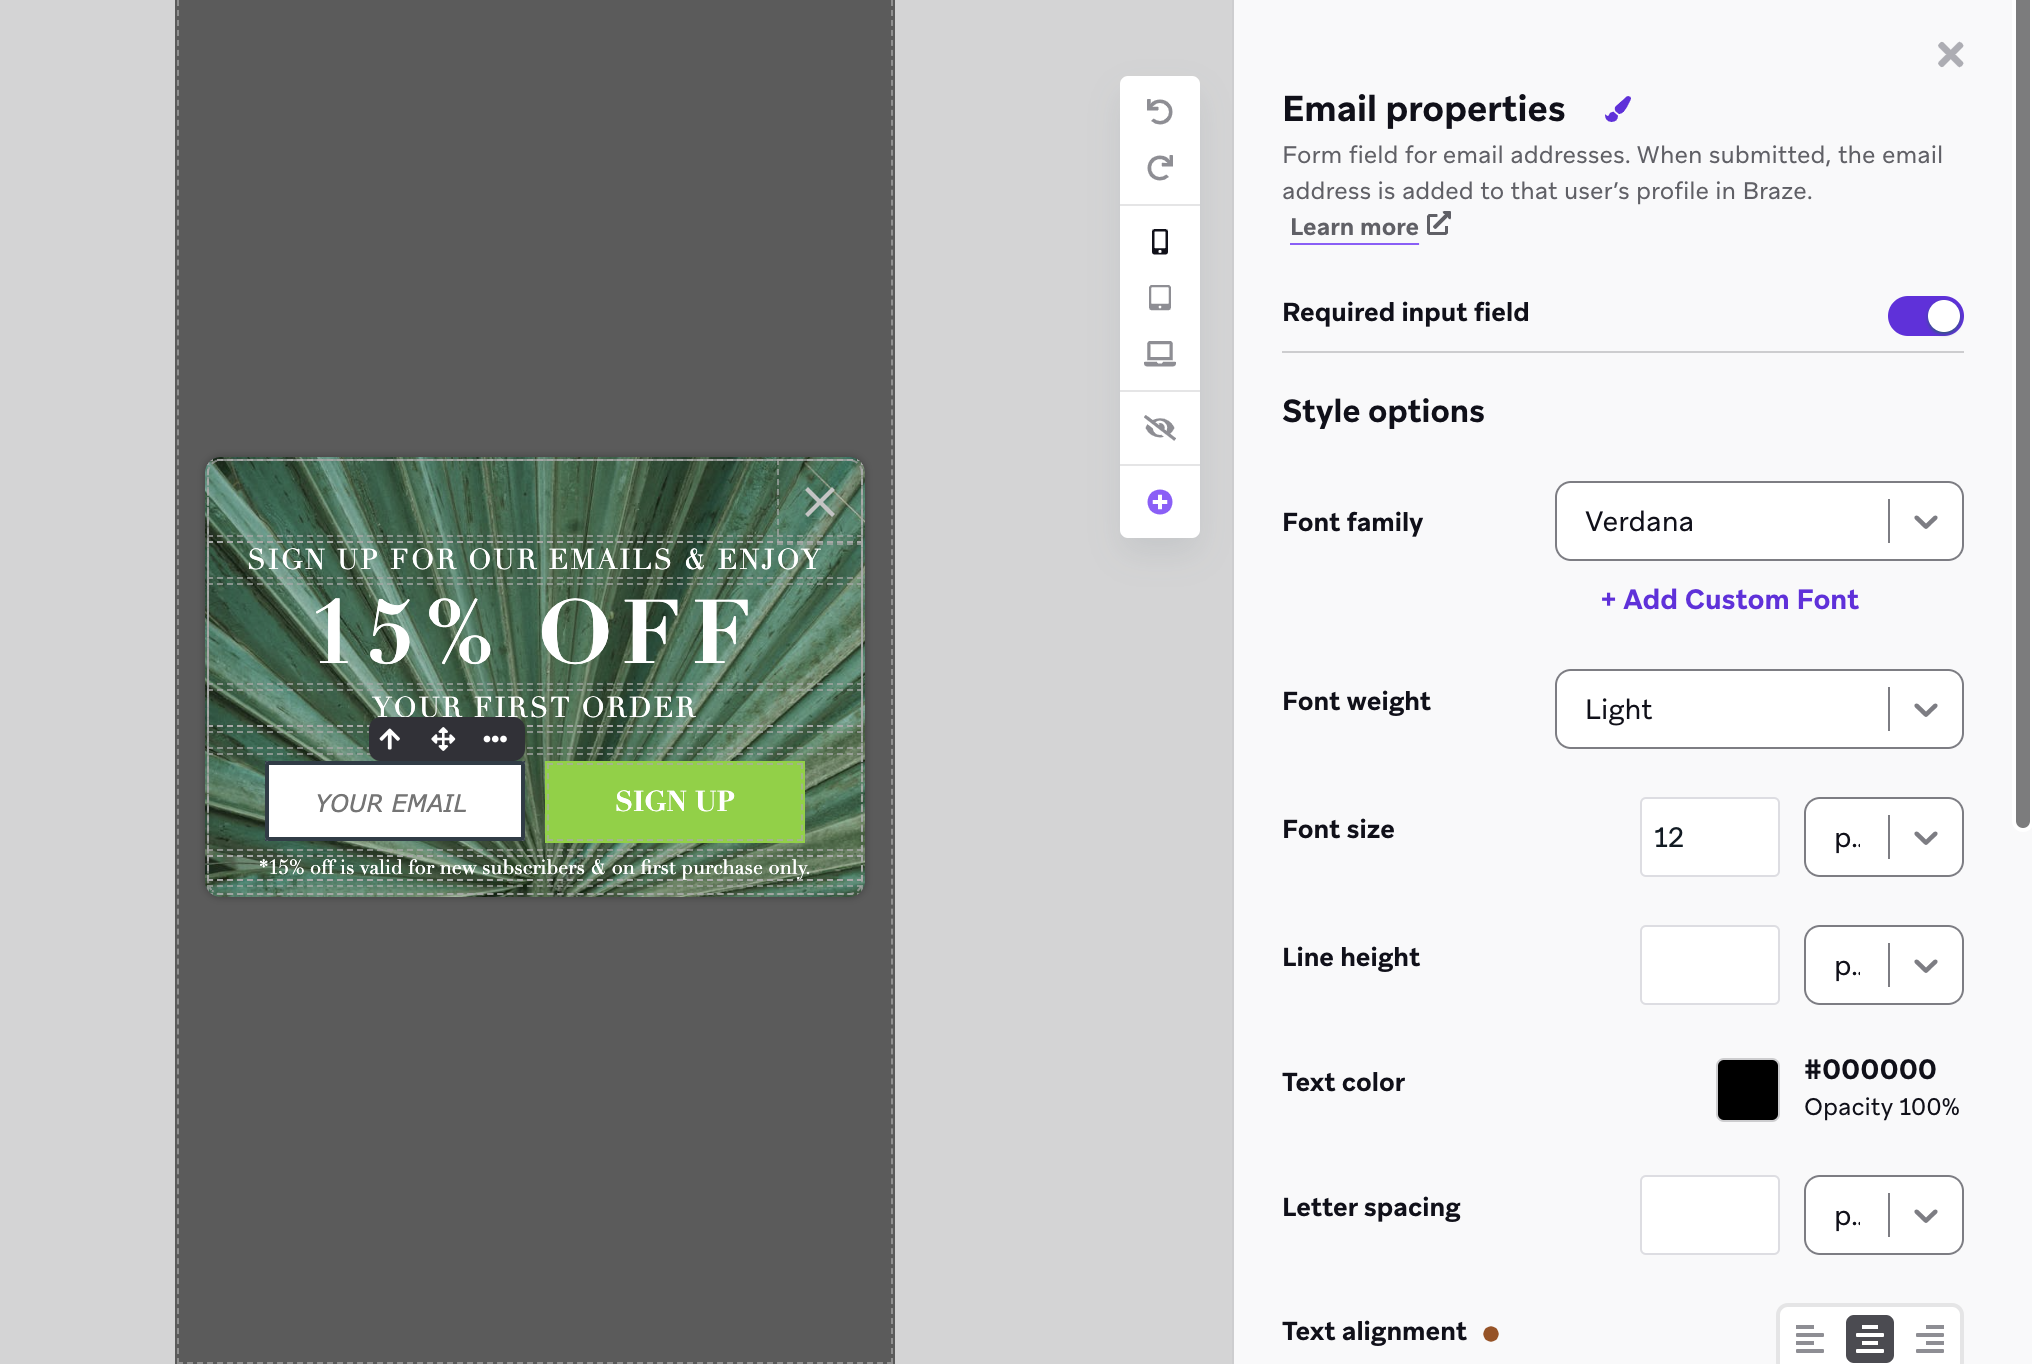 SIGN UP FOR OUR EMAILS & ENJOY
15% OFF
YOUR FIRST ORDER
YOUR EMAIL
SIGN UP
*15% off is valid for new subscribers & on first purchase only.
Email properties
Form field for email addresses. When submitted, the email
address is added to that user’s profile in Braze.
Learn more
Required input field
Style options
Font family
Verdana
+ Add Custom Font
Font weight
Light
Font size
12
p..
Line height
p..
Text color
#000000
Opacity 100%
Letter spacing
p..
Text alignment